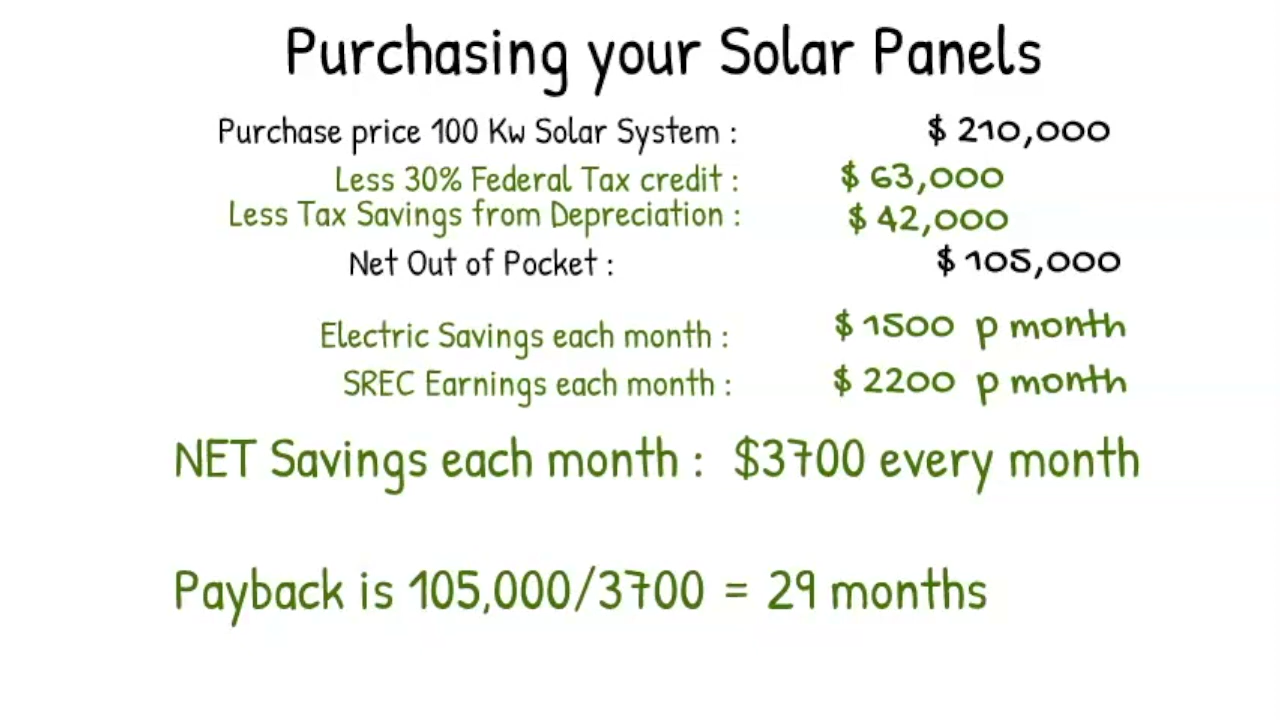 Purchasing your Solar Panels
Purchase price 100 Kw Solar System : $ 210,000
Less 30% Federal Tax credit : $ 63,000
Less Tax Savings from Depreciation : $ 42,000
Net Out of Pocket : $ 105,000
Electric Savings each month : $ 1500 p month
SREC Earnings each month : $ 2200 p month
NET Savings each month : $3700 every month
Payback is 105,000/3700 = 29 months